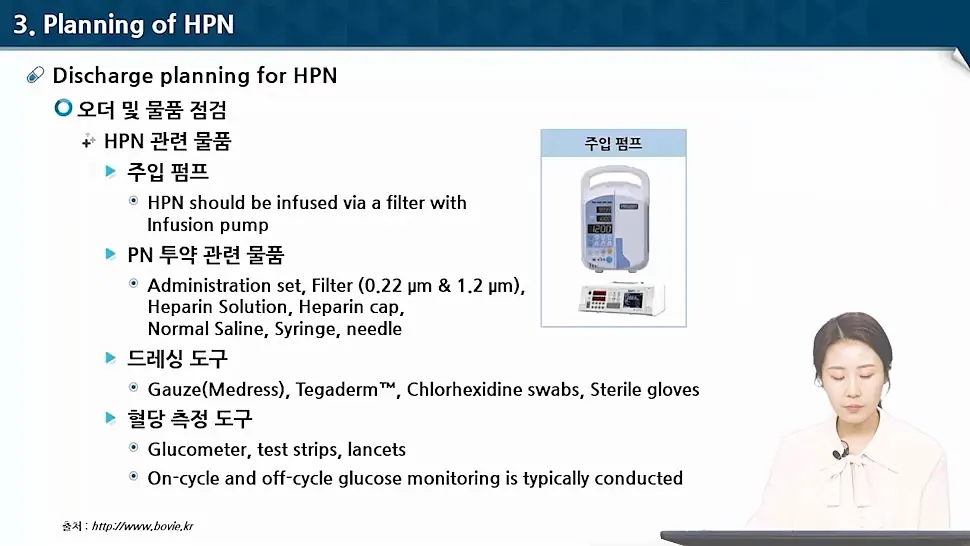 3. Planning of HPN
Discharge planning for HPN
오더 및 물품 점검
HPN 관련 물품
주입 펌프
HPN should be infused via a filter with
Infusion pump
PN 투약 관련 물품
Administration set, Filter (0.22 µm & 1.2 µm),
Heparin Solution, Heparin cap,
Normal Saline, Syringe, needle
드레싱 도구
Gauze(Medress), Tegaderm™, Chlorhexidine swabs, Sterile gloves
혈당 측정 도구
Glucometer, test strips, lancets
On-cycle and off-cycle glucose monitoring is typically conducted
주입 펌프
1200
출처 : http://www.bovie.kr